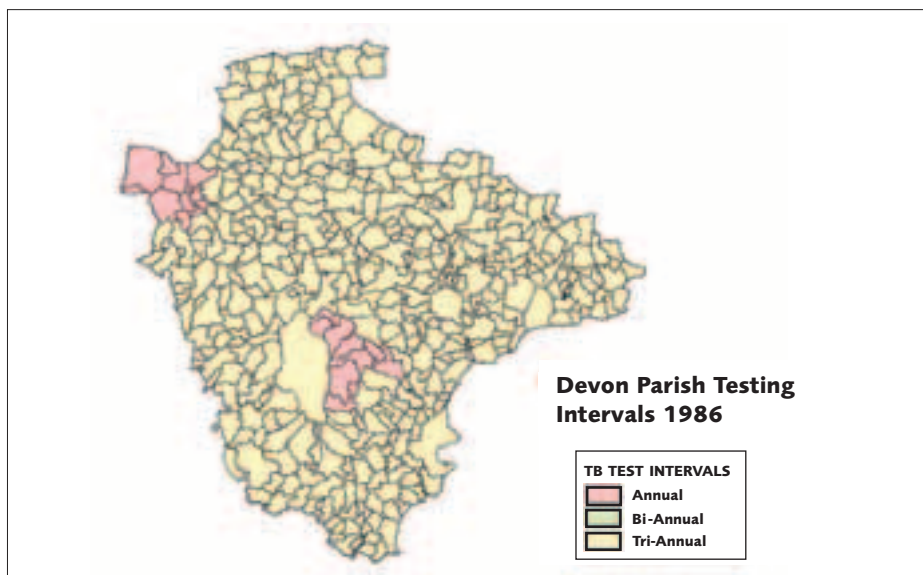 Devon Parish Testing
Intervals 1986
TB TEST INTERVALS
Annual
Bi-Annual
Tri-Annual